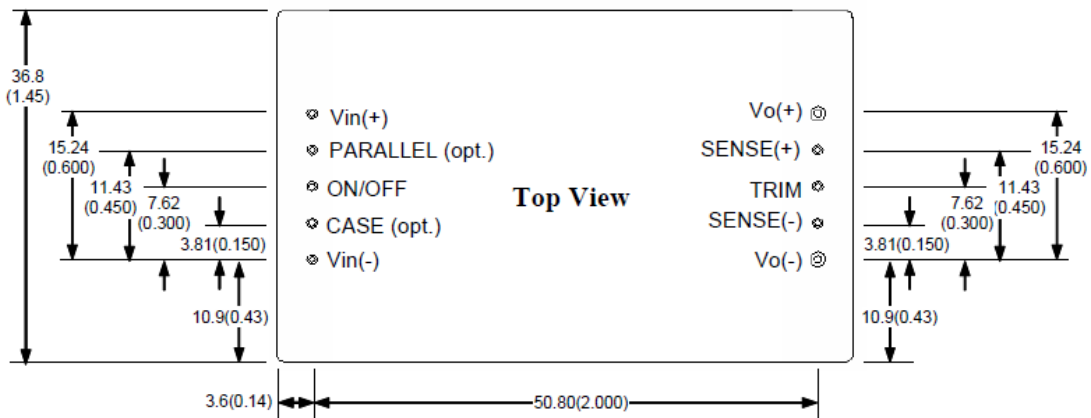 36.8
(1.45)
15.24
(0.600)
11.43
(0.450)
7.62
(0.300)
3.81(0.150)
10.9(0.43)
Vin(+)
PARALLEL (opt.)
ON/OFF
CASE (opt.)
Vin(-)
Top View
Vo(+)
SENSE(+)
TRIM
SENSE(-)
Vo(-)
15.24
(0.600)
11.43
(0.450)
7.62
(0.300)
3.81(0.150)
10.9(0.43)
3.6(0.14)
50.80(2.000)